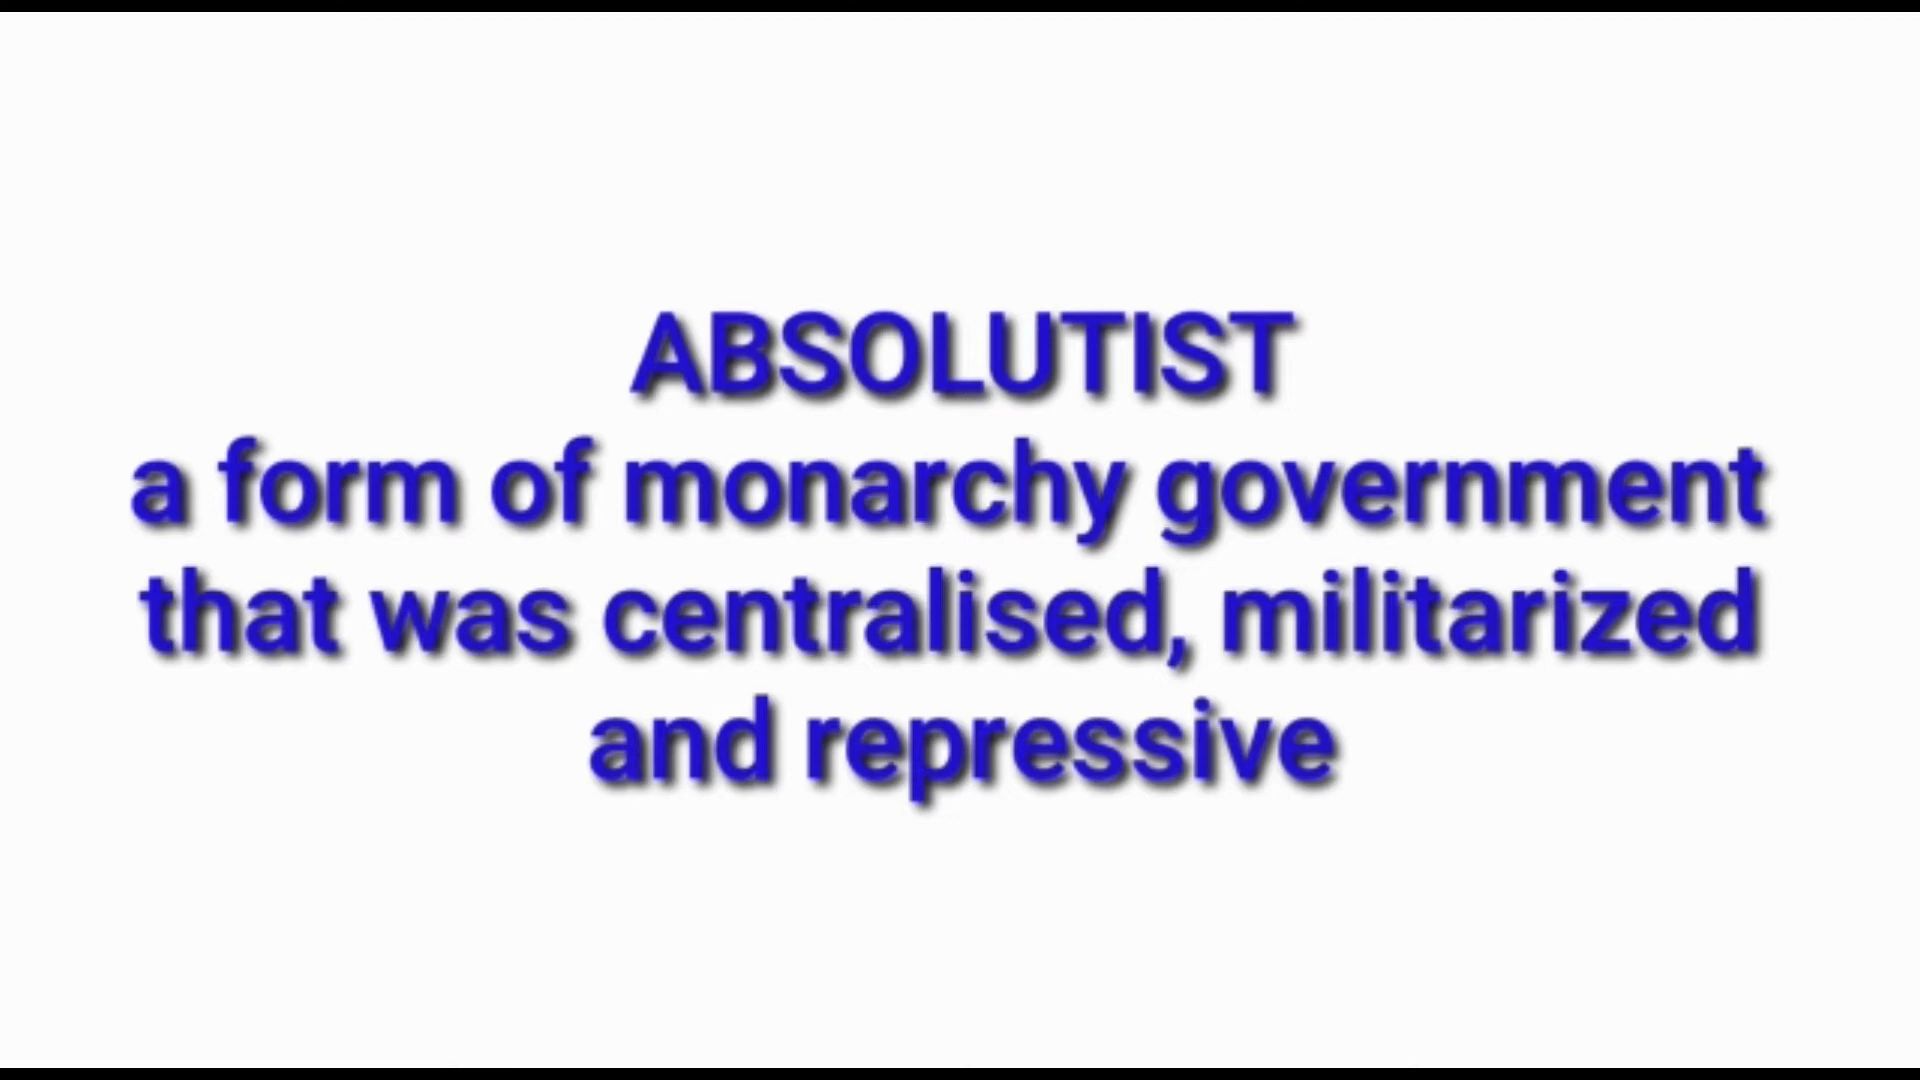 ABSOLUTIST
a form of monarchy government
that was centralised, militarized
and repressive